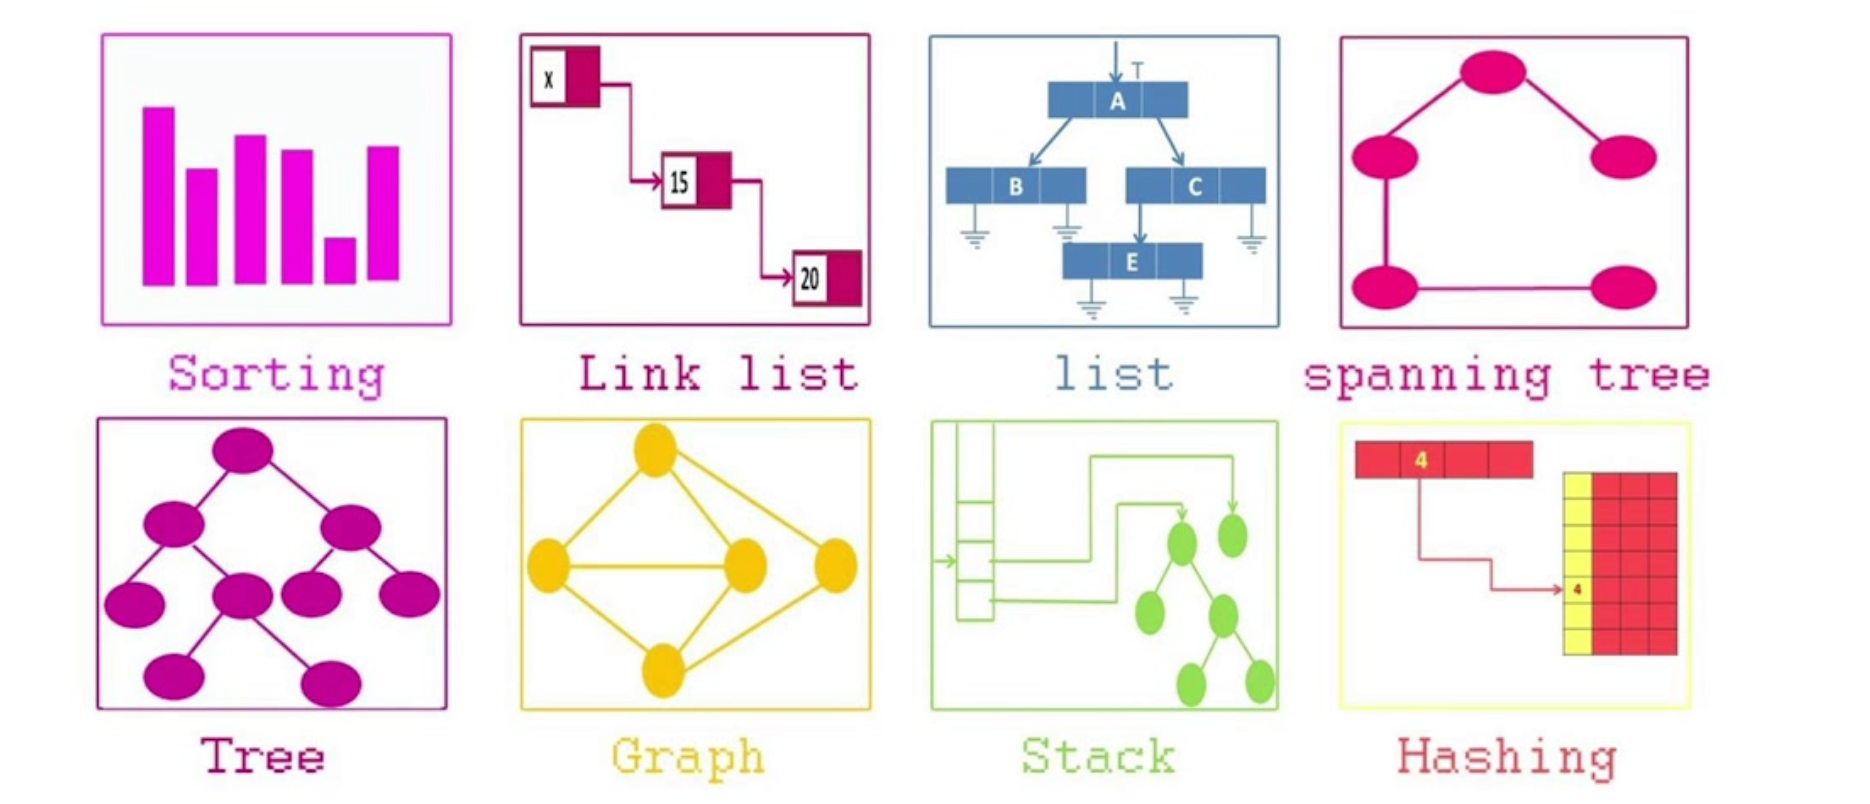 X
15
20
T
A
B
C
E
Sorting
Link list
list
spanning tree
4
4
Tree
Graph
Stack
Hashing